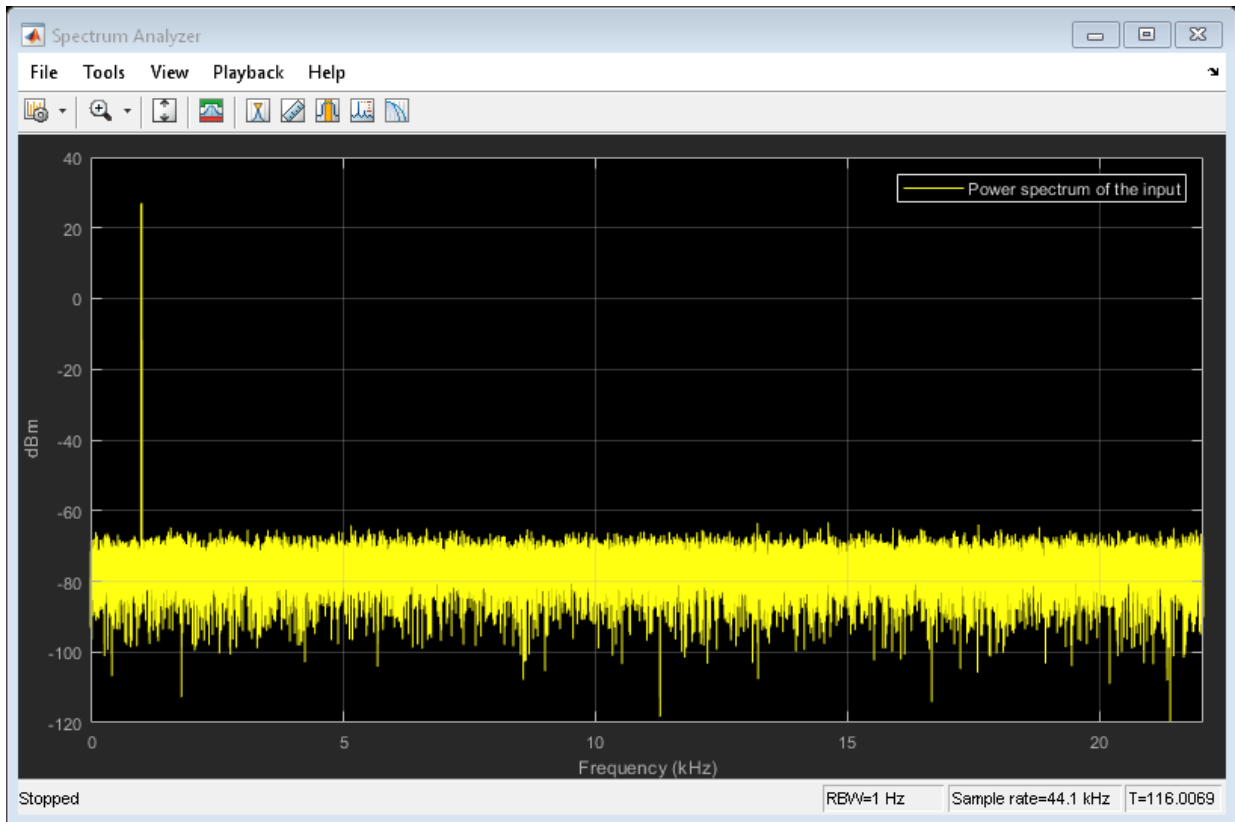 Spectrum Analyzer
File Tools View Playback Help
Power spectrum of the input
40
20
0
-20
-40
-60
-80
-100
-120
dBm
0 5 10 15 20
Frequency (kHz)
Stopped RBW=1 Hz Sample rate=44.1 kHz T=116.0069